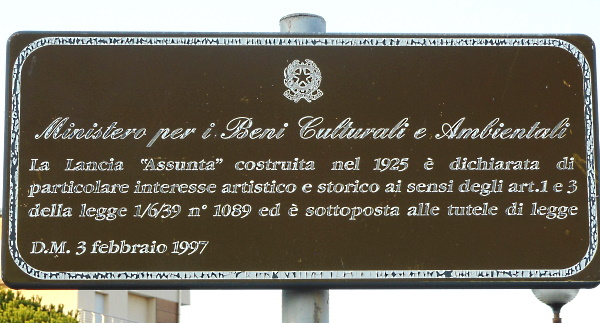 Ministero per i Beni Culturali e Ambientali
La Lancia "Assunta" costruita nel 1925 è dichiarata di
particolare interesse artistico e storico ai sensi degli art.1 e 3
della legge 1/6/39 n° 1089 ed è sottoposta alle tutele di legge
D.M. 3 febbraio 1997